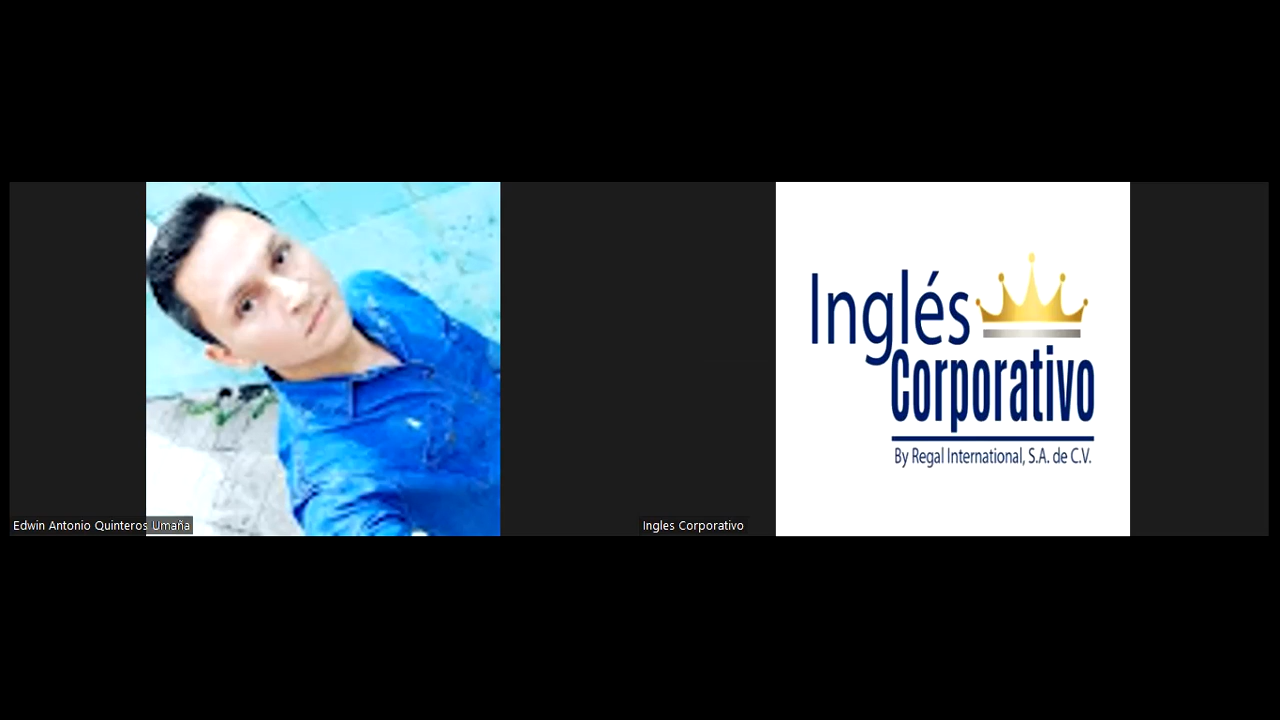 Edwin Antonio Quinteros Umaña
Inglés
Corporativo
By Regal International, S.A. de C.V.
Ingles Corporativo